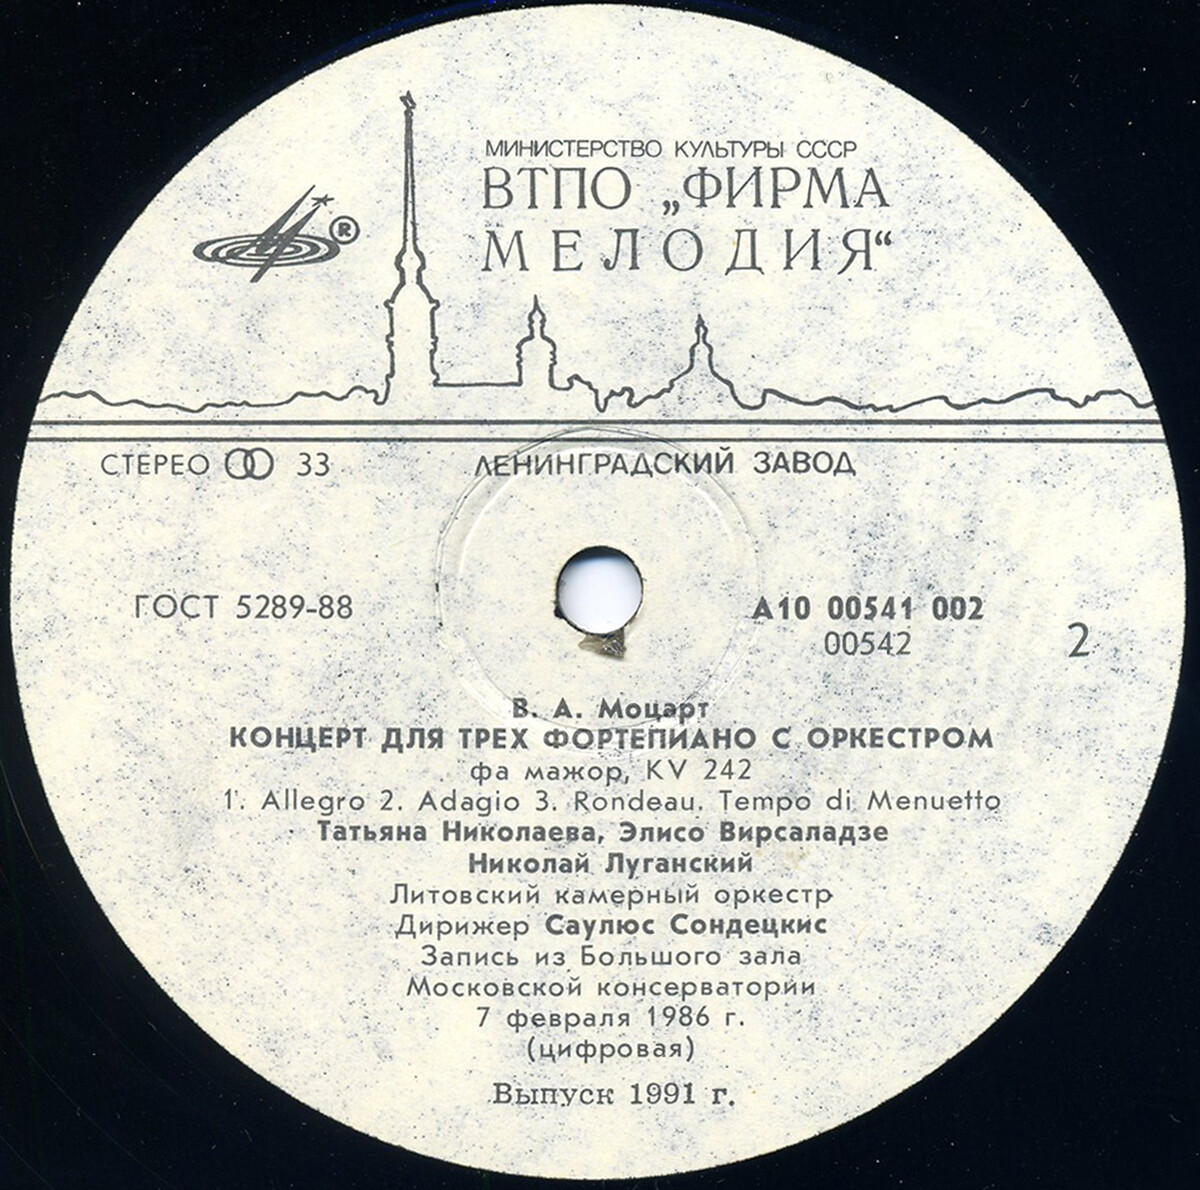 МИНИСТЕРСТВО КУЛЬТУРЫ СССР
ВТПО „ФИРМА
МЕЛОДИЯ“
®
СТЕРЕО 33
ЛЕНИНГРАДСКИЙ ЗАВОД
ГОСТ 5289-88
А10 00541 002
00542
2
В. А. Моцарт
КОНЦЕРТ ДЛЯ ТРЕХ ФОРТЕПИАНО С ОРКЕСТРОМ
фа мажор, KV 242
1. Allegro 2. Adagio 3. Rondeau. Tempo di Menuetto
Татьяна Николаева, Элисо Вирсаладзе
Николай Луганский
Литовский камерный оркестр
Дирижер Саулюс Сондецкис
Запись из Большого зала
Московской консерватории
7 февраля 1986 г.
(цифровая)
Выпуск 1991 г.